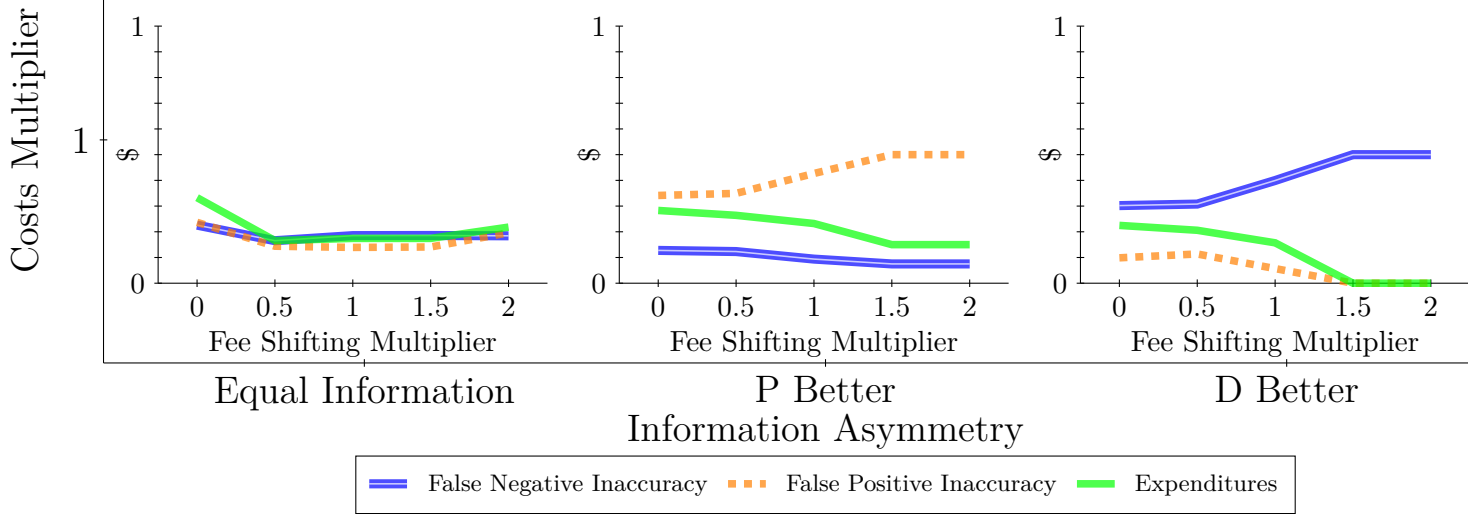 Costs Multiplier
1
1
0
$
0 0.5 1 1.5 2
Fee Shifting Multiplier
1
0
$
0 0.5 1 1.5 2
Fee Shifting Multiplier
1
0
$
0 0.5 1 1.5 2
Fee Shifting Multiplier
Equal Information P Better D Better
Information Asymmetry
False Negative Inaccuracy False Positive Inaccuracy Expenditures